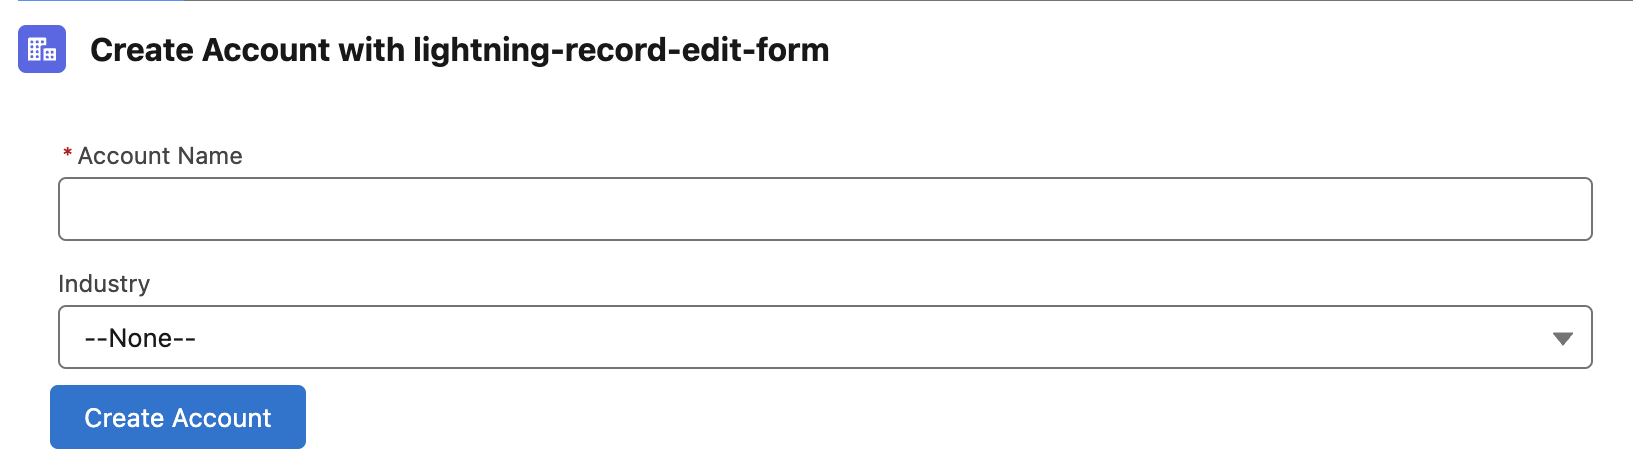 Create Account with lightning-record-edit-form
* Account Name
Industry
--None--
Create Account